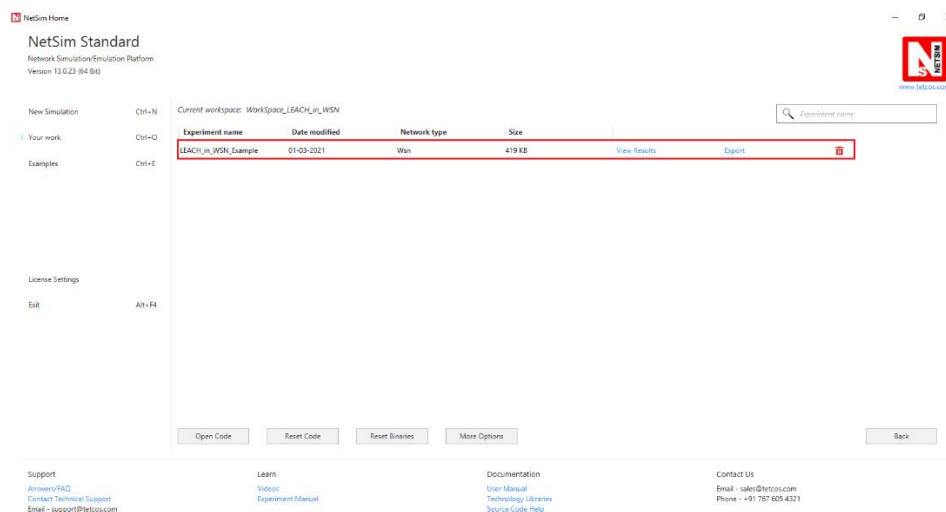 NetSim Home
NetSim Standard
Network Simulation/Emulation Platform
Version 13.0.23 (64 Bit)
NETSIM
www.tetcos.com
New Simulation Ctrl+N
Your work Ctrl+O
Examples Ctrl+E
License Settings
Exit Alt+F4
Current workspace: WorkSpace_LEACH_in_WSN
Experiment name
Experiment name Date modified Network type Size
LEACH_in_WSN_Example 01-03-2021 Wsn 419 KB View Results Export
Open Code Reset Code Reset Binaries More Options Back
Support Learn Documentation Contact Us
Answers/FAQ Videos User Manual Email - sales@tetcos.com
Contact Technical Support Experiment Manual Technology Libraries Phone - +91 767 605 4321
Email - support@tetcos.com Source Code Help